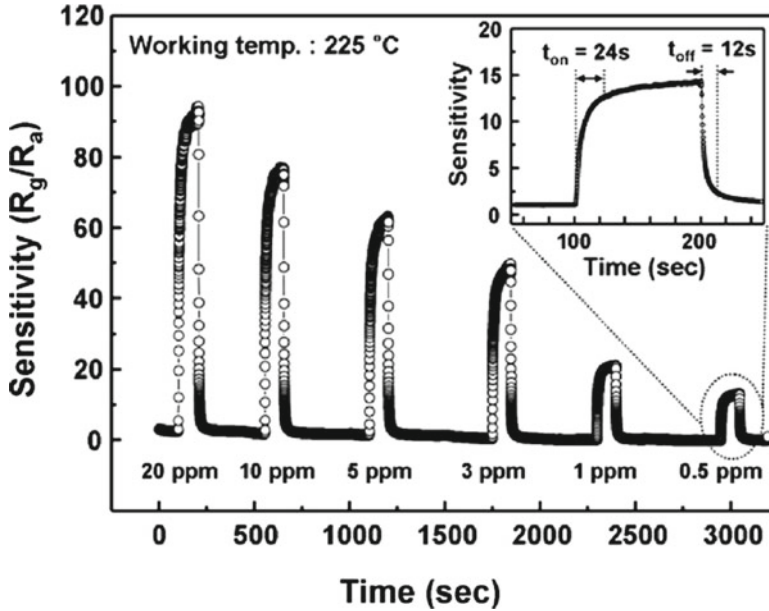 Working temp. : 225 °C
Sensitivity (R_g/R_a)
120
100
80
60
40
20
0
20 ppm
10 ppm
5 ppm
3 ppm
1 ppm
0.5 ppm
0
500
1000
1500
2000
2500
3000
Time (sec)
t_on = 24s
t_off = 12s
Sensitivity
20
15
10
5
0
100
200
Time (sec)